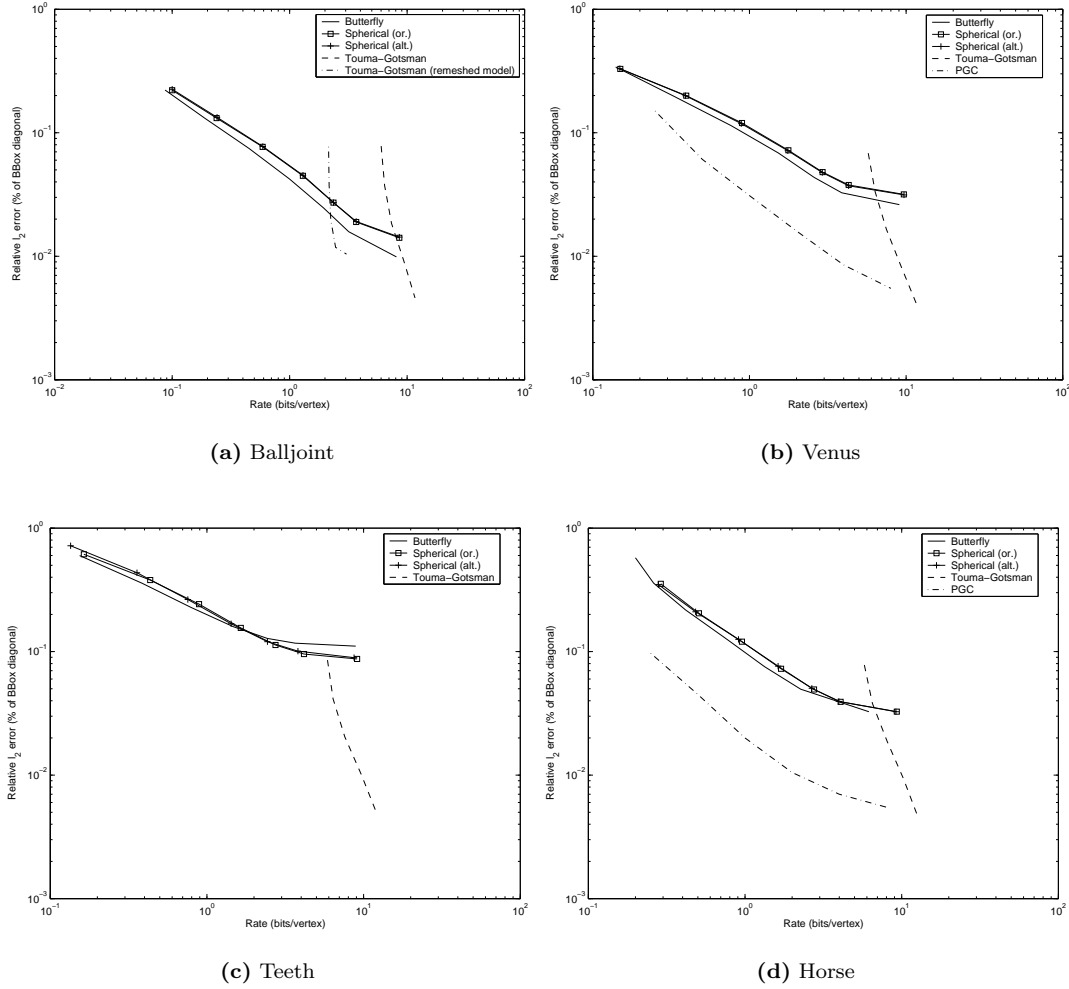 10^0
10^-1
10^-2
10^-3
Relative l_2 error (% of BBox diagonal)
10^-2
10^-1
10^0
10^1
10^2
Rate (bits/vertex)
Butterfly
Spherical (or.)
Spherical (alt.)
Touma-Gotsman
Touma-Gotsman (remeshed model)
(a) Balljoint
10^0
10^-1
10^-2
10^-3
Relative l_2 error (% of BBox diagonal)
10^-1
10^0
10^1
10^2
Rate (bits/vertex)
Butterfly
Spherical (or.)
Spherical (alt.)
Touma-Gotsman
PGC
(b) Venus
10^0
10^-1
10^-2
10^-3
Relative l_2 error (% of BBox diagonal)
10^-1
10^0
10^1
10^2
Rate (bits/vertex)
Butterfly
Spherical (or.)
Spherical (alt.)
Touma-Gotsman
(c) Teeth
10^0
10^-1
10^-2
10^-3
Relative l_2 error (% of BBox diagonal)
10^-1
10^0
10^1
10^2
Rate (bits/vertex)
Butterfly
Spherical (or.)
Spherical (alt.)
Touma-Gotsman
PGC
(d) Horse